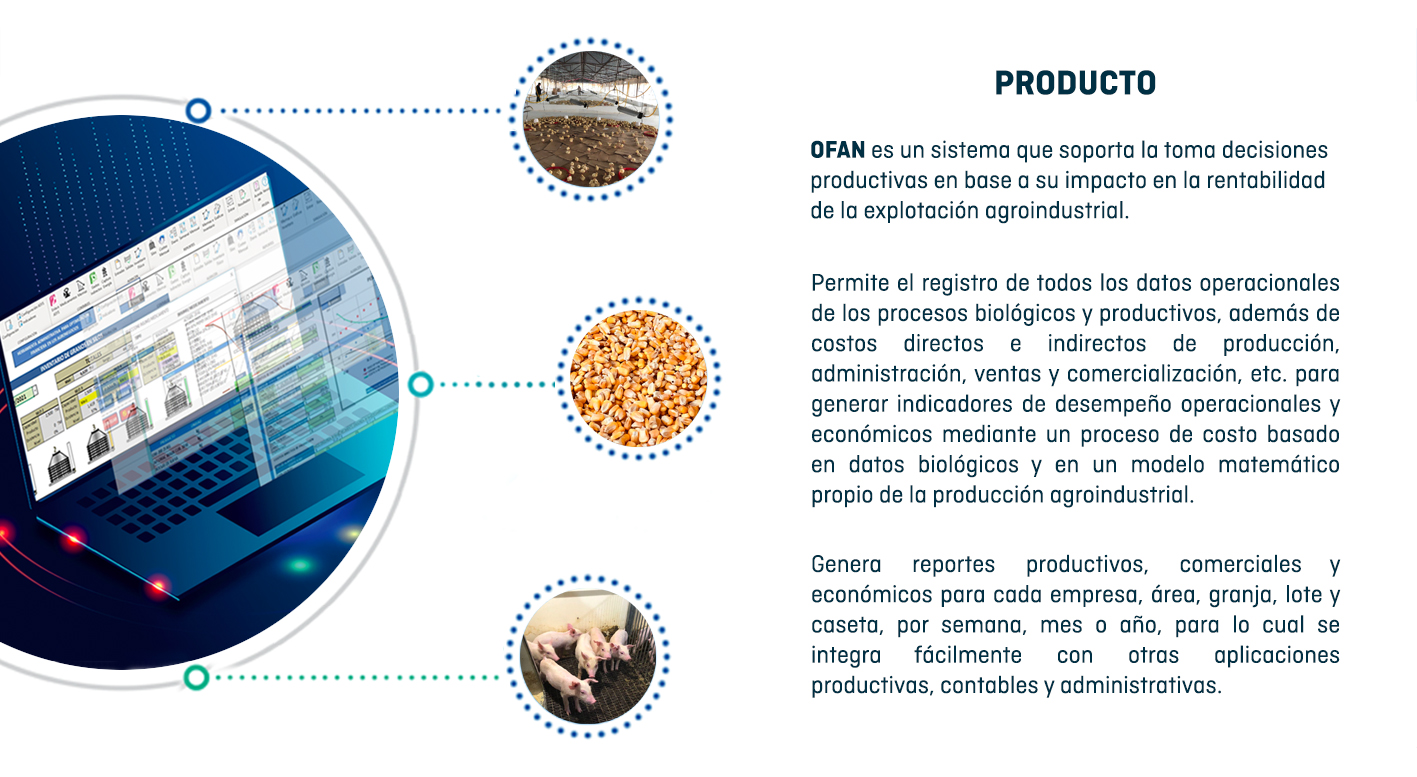 PRODUCTO
OFAN es un sistema que soporta la toma decisiones
productivas en base a su impacto en la rentabilidad
de la explotación agroindustrial.
Permite el registro de todos los datos operacionales
de los procesos biológicos y productivos, además de
costos directos e indirectos de producción,
administración, ventas y comercialización, etc. para
generar indicadores de desempeño operacionales y
económicos mediante un proceso de costo basado
en datos biológicos y en un modelo matemático
propio de la producción agroindustrial.
Genera reportes productivos, comerciales y
económicos para cada empresa, área, granja, lote y
caseta, por semana, mes o año, para lo cual se
integra fácilmente con otras aplicaciones
productivas, contables y administrativas.
INVENTARIO DE GRANOS EN